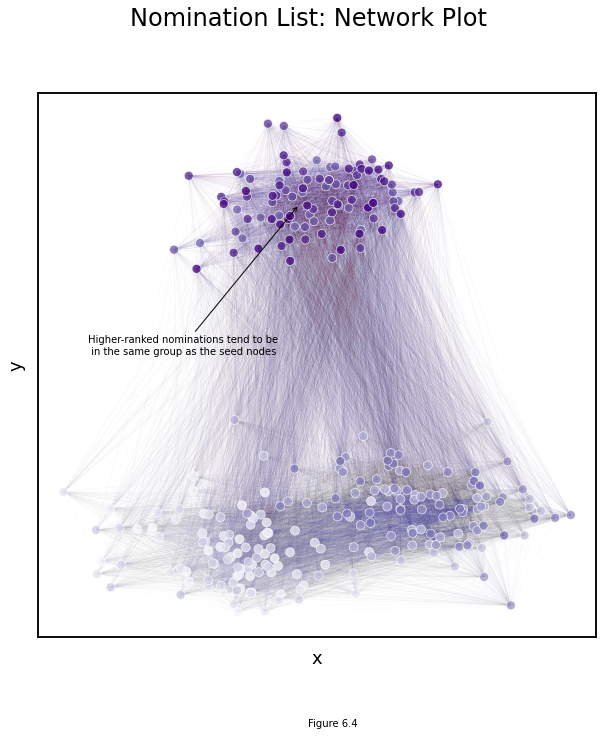 Nomination List: Network Plot
Higher-ranked nominations tend to be
in the same group as the seed nodes
y
x
Figure 6.4